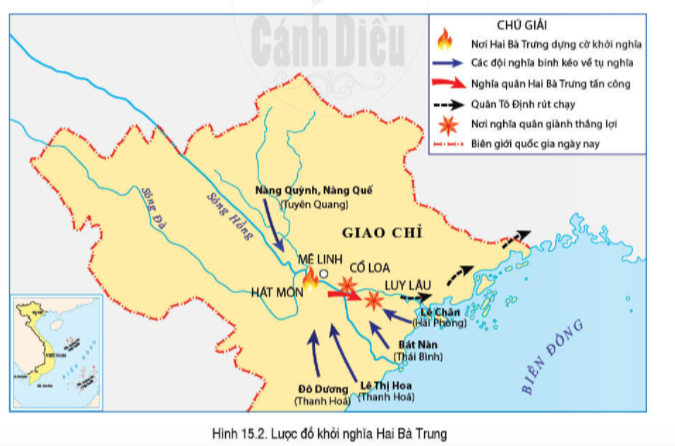 Cánh Diều
CHÚ GIẢI
Nơi Hai Bà Trưng dựng cờ khởi nghĩa
Các đội nghĩa binh kéo về tụ nghĩa
Nghĩa quân Hai Bà Trưng tấn công
Quân Tô Định rút chạy
Nơi nghĩa quân giành thắng lợi
Biên giới quốc gia ngày nay
Sông Đà
Sông Hồng
Nàng Quỳnh, Nàng Quế
(Tuyên Quang)
GIAO CHỈ
MÊ LINH
CỔ LOA
HÁT MÔN
LUY LÂU
Lê Chân
(Hải Phòng)
Bát Nàn
(Thái Bình)
Đô Dương
(Thanh Hoá)
Lê Thị Hoa
(Thanh Hoá)
BIỂN ĐÔNG
VIỆT NAM
Hình 15.2. Lược đồ khởi nghĩa Hai Bà Trưng